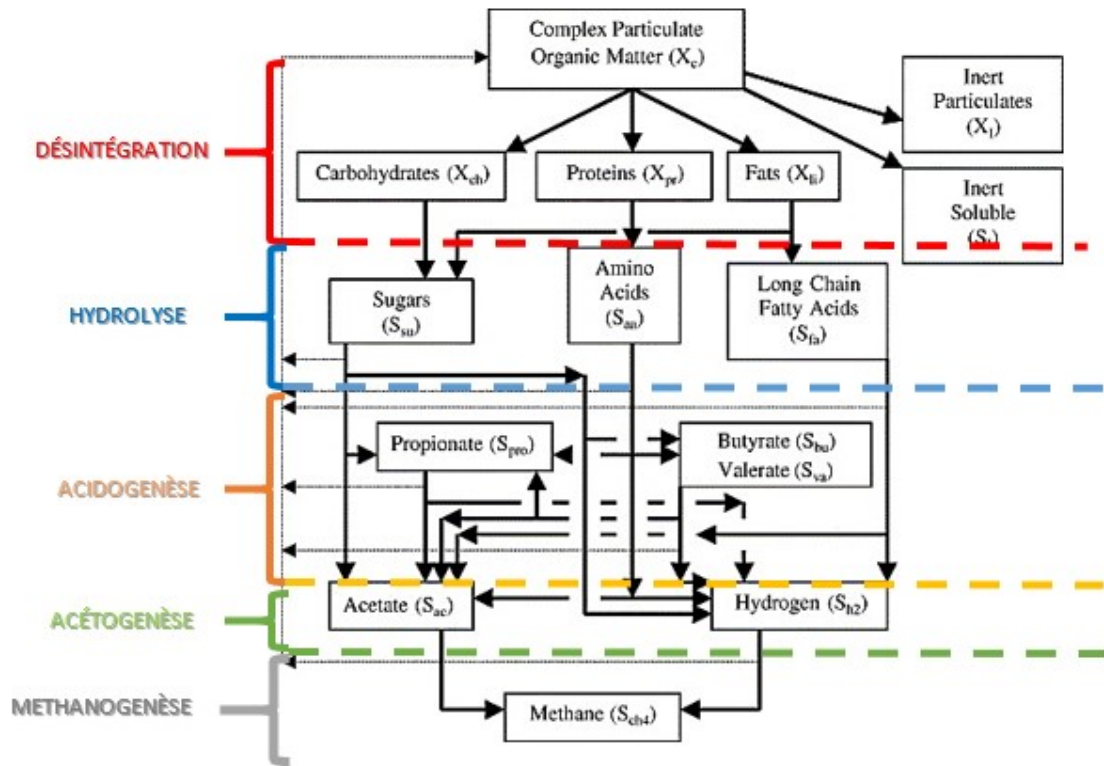 Complex Particulate
Organic Matter (Xc)
Inert
Particulates
(XI)
DÉSINTÉGRATION
Carbohydrates (Xch)
Proteins (Xpr)
Fats (Xli)
Inert
Soluble
HYDROLYSE
Sugars
(Ssu)
Amino
Acids
(Saa)
Long Chain
Fatty Acids
(Sfa)
ACIDOGENÈSE
Propionate (Spro)
Butyrate (Sbu)
Valerate (Sva)
ACÉTOGENÈSE
Acetate (Sac)
Hydrogen (Sh2)
METHANOGENÈSE
Methane (Sch4)